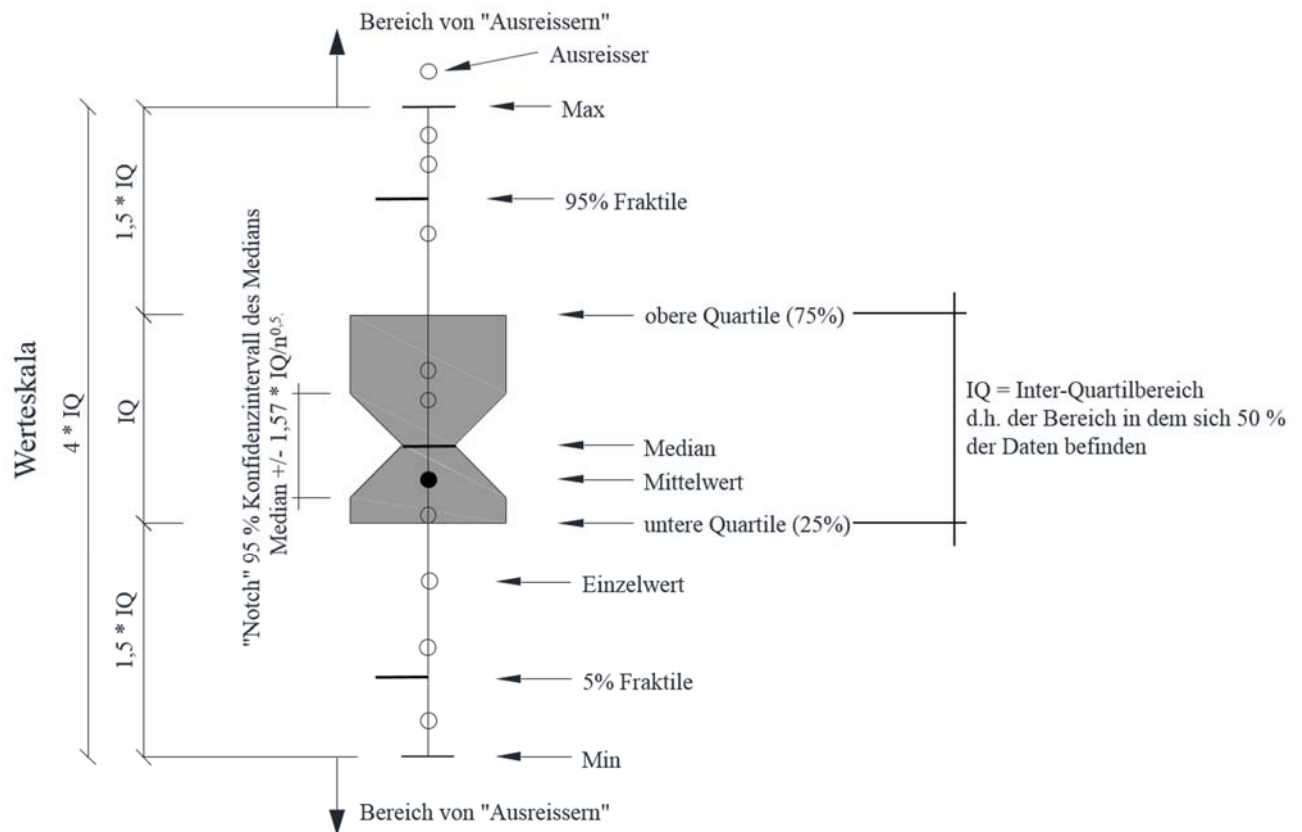 Bereich von "Ausreissern"
Ausreisser
Max
95% Fraktile
obere Quartile (75%)
Median
Mittelwert
untere Quartile (25%)
Einzelwert
5% Fraktile
Min
Bereich von "Ausreissern"
IQ = Inter-Quartilbereich
d.h. der Bereich in dem sich 50 %
der Daten befinden
Werteskala
4 * IQ
1,5 * IQ
IQ
1,5 * IQ
"Notch" 95 % Konfidenzintervall des Medians
Median +/- 1,57 * IQ/n^0,5.